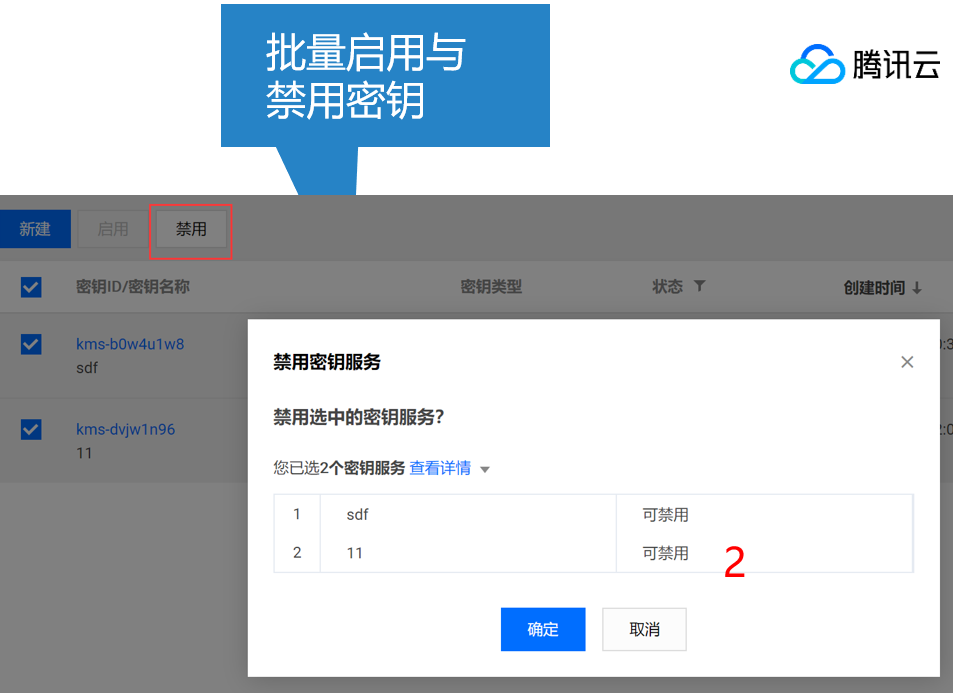 批量启用与
禁用密钥
腾讯云
新建 启用 禁用
密钥ID/密钥名称 密钥类型 状态 创建时间
kms-b0w4u1w8
sdf
kms-dvjw1n96
11
禁用密钥服务
禁用选中的密钥服务?
您已选2个密钥服务 查看详情
1 sdf 可禁用
2 11 可禁用
2
确定 取消